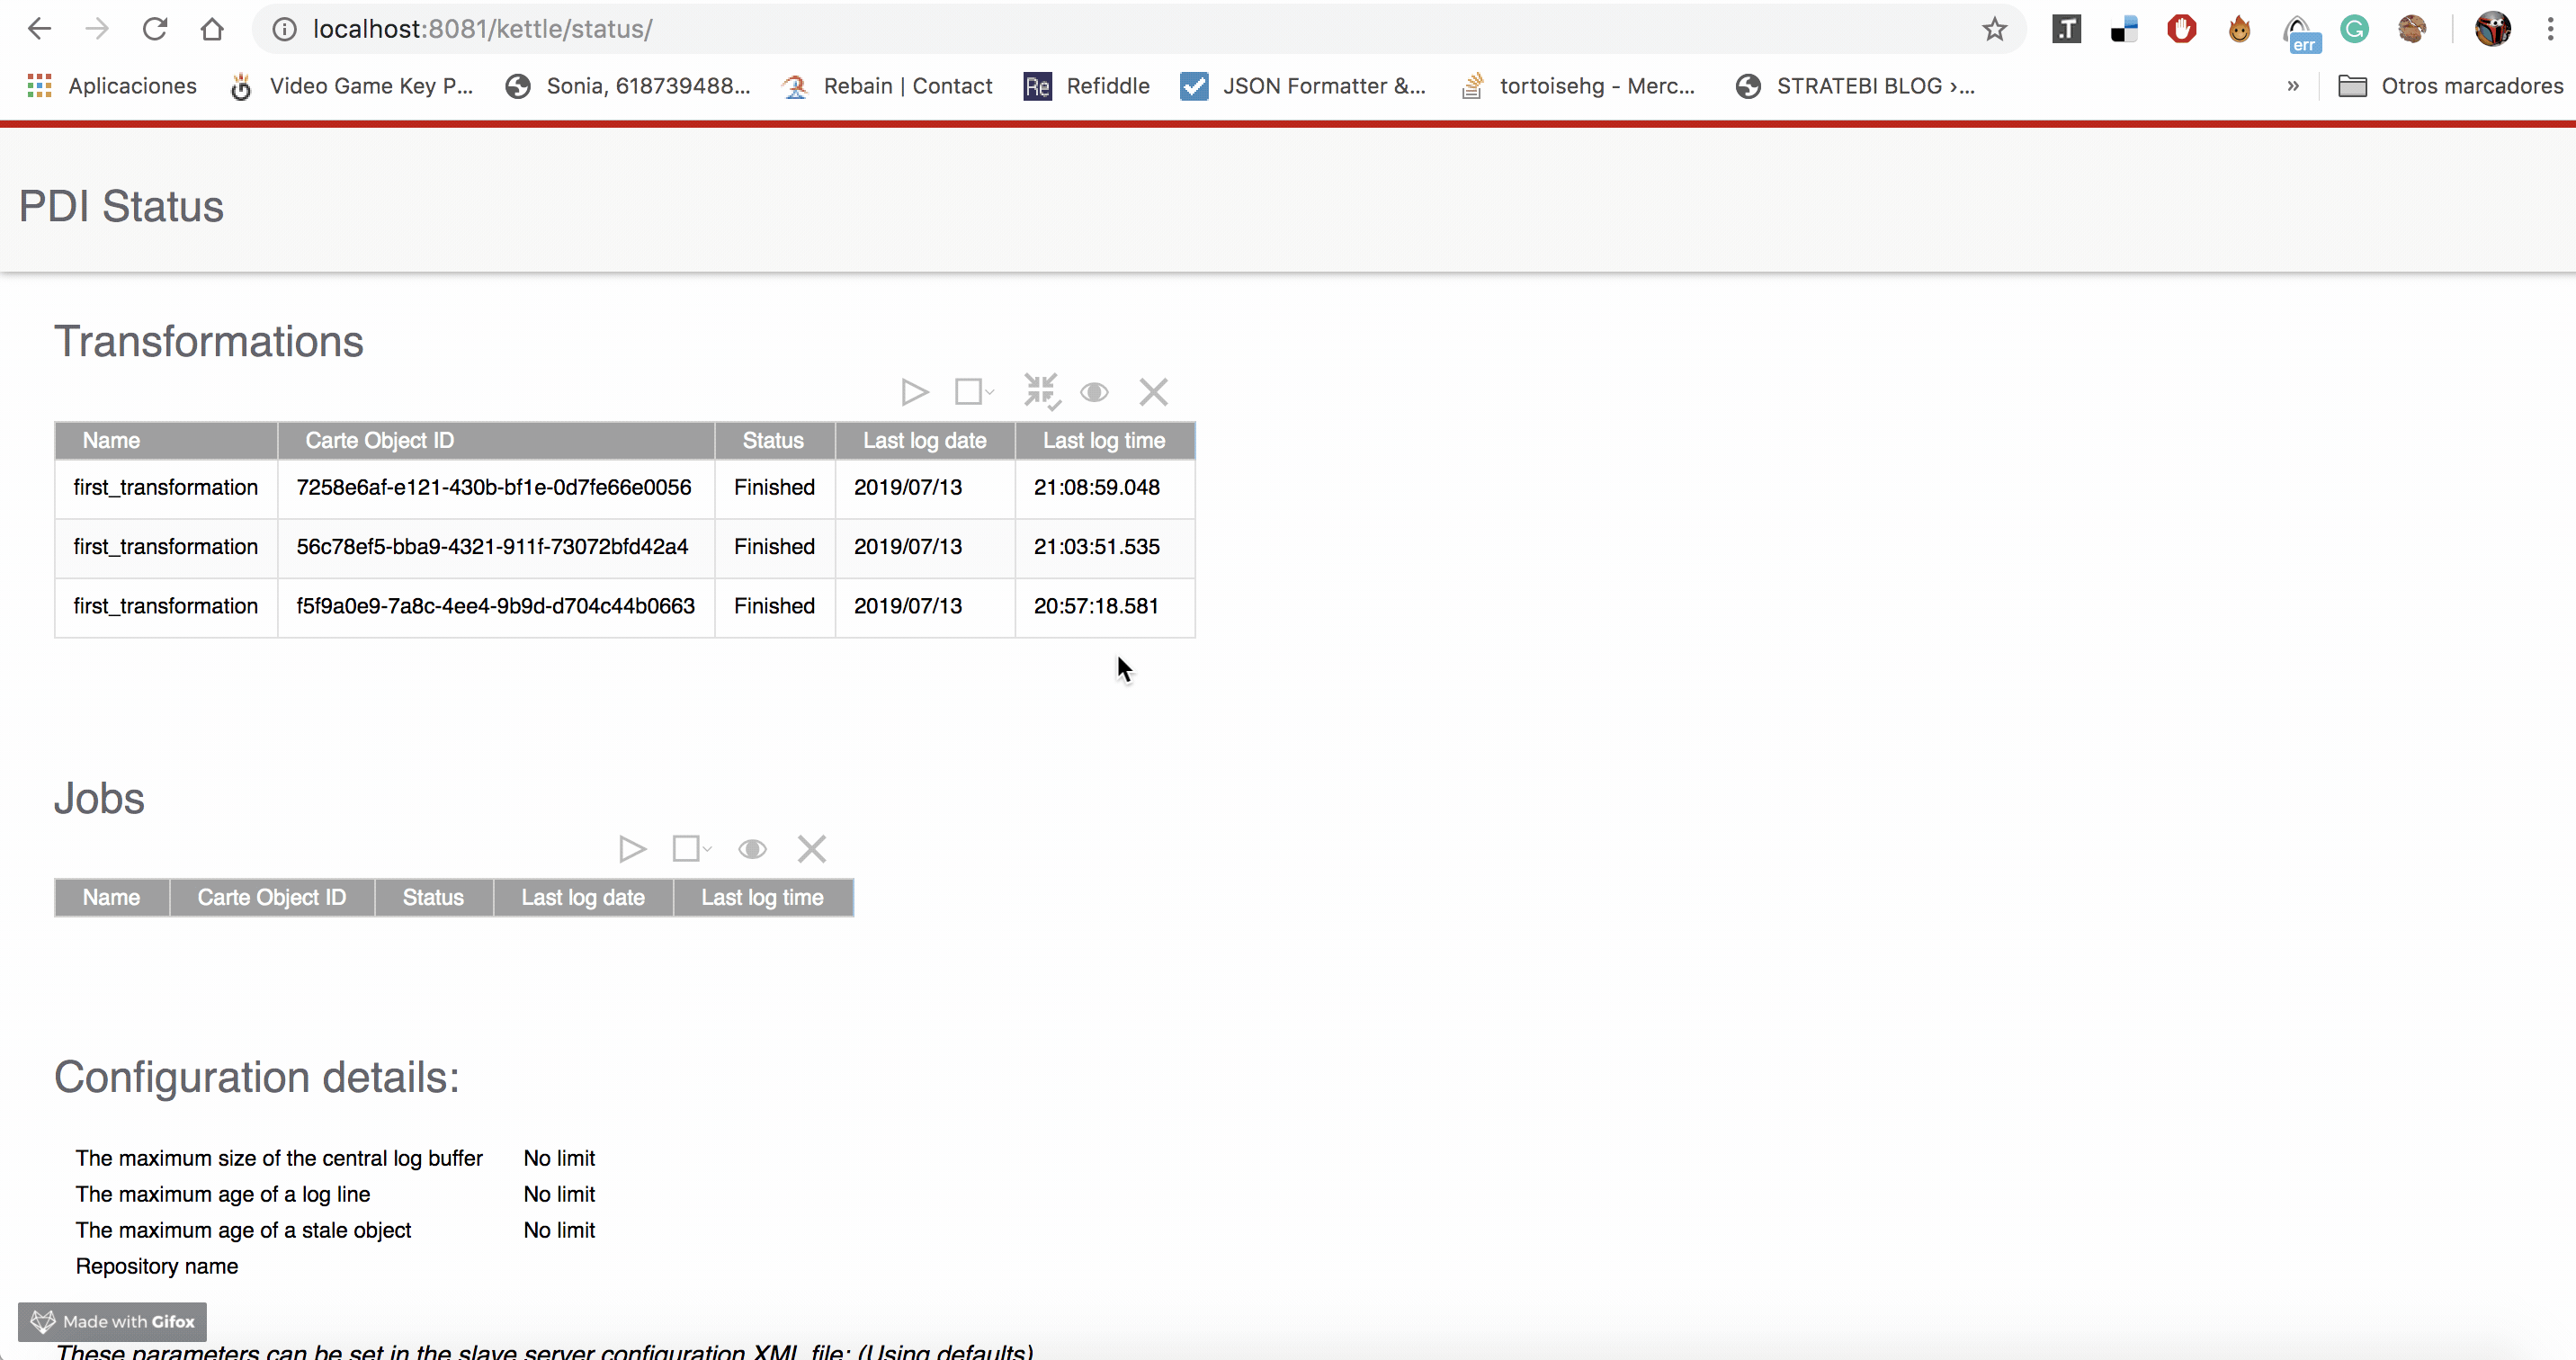 localhost:8081/kettle/status/
err
Aplicaciones Video Game Key P... Sonia, 618739488... Rebain | Contact Re Refiddle JSON Formatter &... tortoisehg - Merc... STRATEBI BLOG ›... » Otros marcadores
PDI Status
Transformations
Name Carte Object ID Status Last log date Last log time
first_transformation 7258e6af-e121-430b-bf1e-0d7fe66e0056 Finished 2019/07/13 21:08:59.048
first_transformation 56c78ef5-bba9-4321-911f-73072bfd42a4 Finished 2019/07/13 21:03:51.535
first_transformation f5f9a0e9-7a8c-4ee4-9b9d-d704c44b0663 Finished 2019/07/13 20:57:18.581
Jobs
Name Carte Object ID Status Last log date Last log time
Configuration details:
The maximum size of the central log buffer No limit
The maximum age of a log line No limit
The maximum age of a stale object No limit
Repository name
Made with Gifox
These parameters can be set in the slave server configuration XML file: (Using defaults)